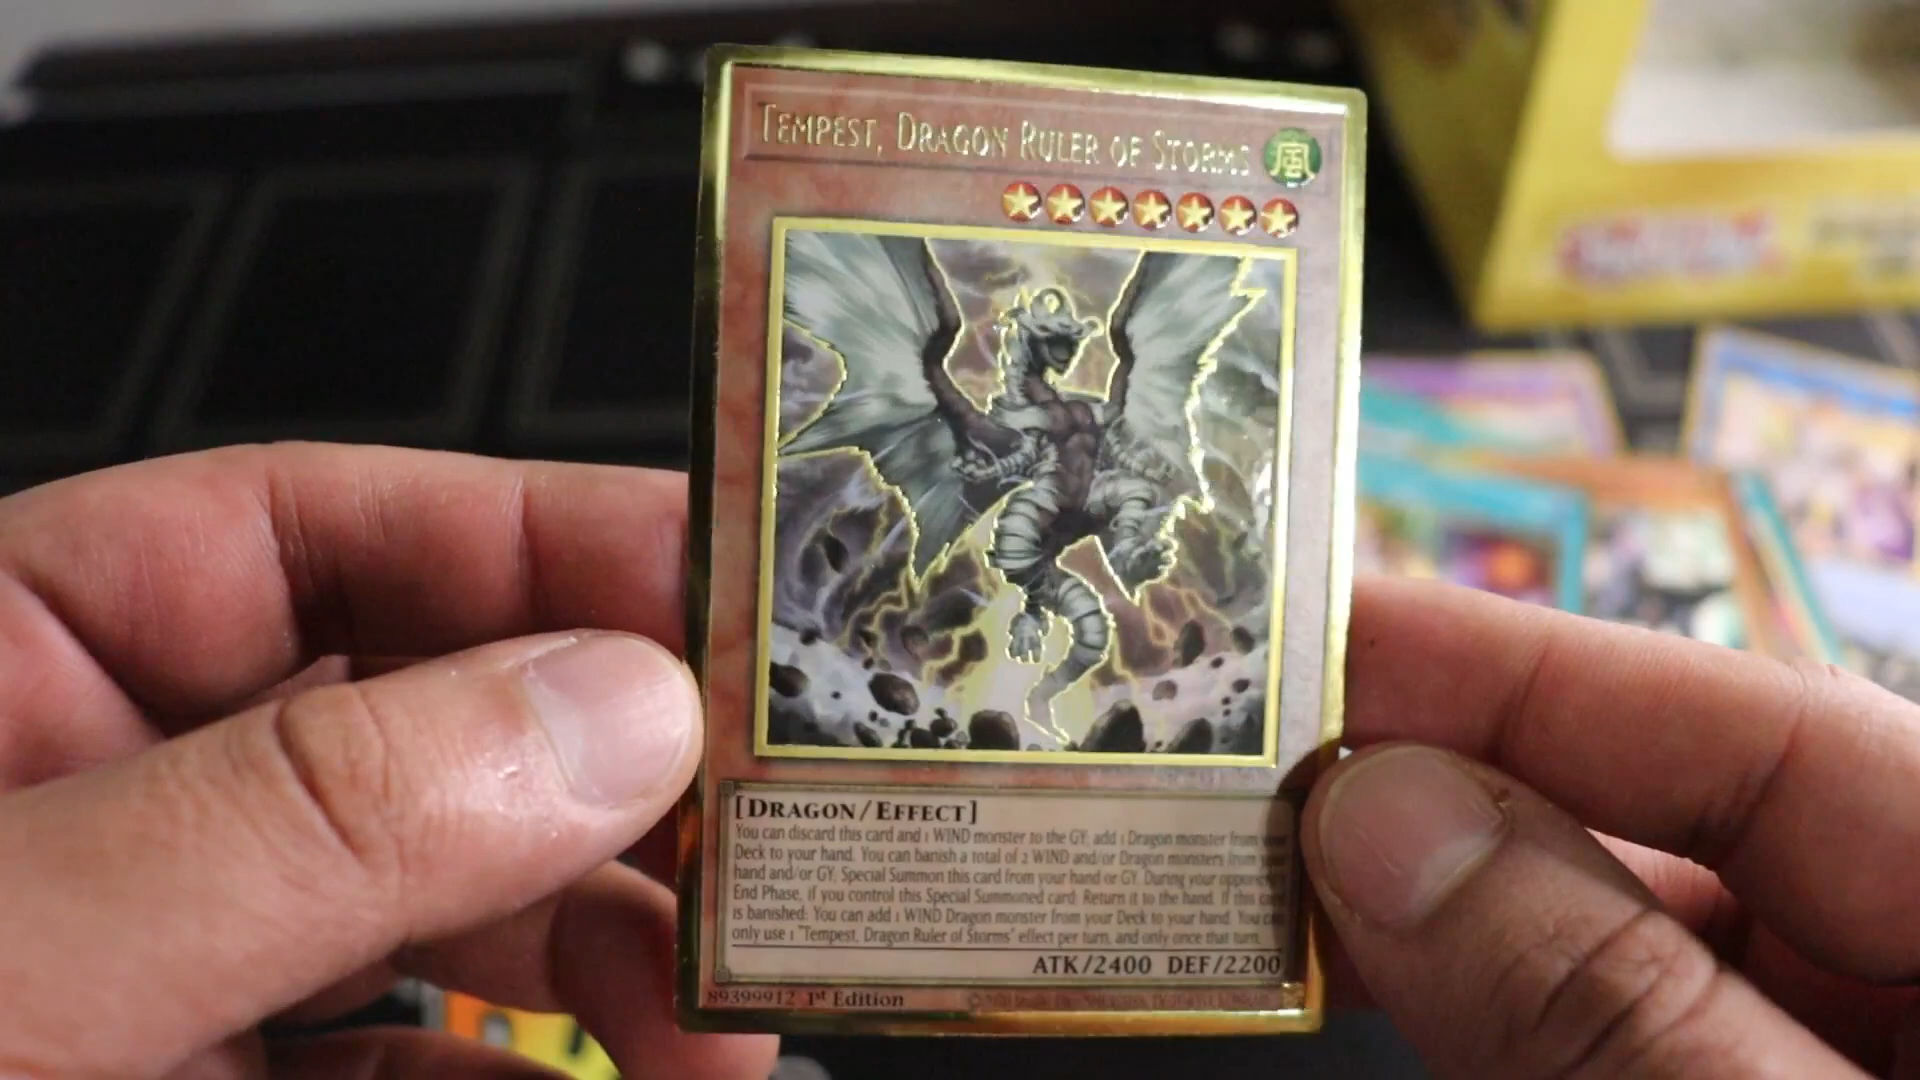 TEMPEST, DRAGON RULER OF STORMS
風
[DRAGON/EFFECT]
You can discard this card and 1 WIND monster to the GY; add 1 Dragon monster from your
Deck to your hand. You can banish a total of 2 WIND and/or Dragon monsters from your
hand and/or GY; Special Summon this card from your hand or GY. During your opponent's
End Phase, if you control this Special Summoned card: Return it to the hand. If this card
is banished: You can add 1 WIND Dragon monster from your Deck to your hand. You can
only use 1 "Tempest, Dragon Ruler of Storms" effect per turn, and only once that turn.
ATK/2400 DEF/2200
89399912 1st Edition